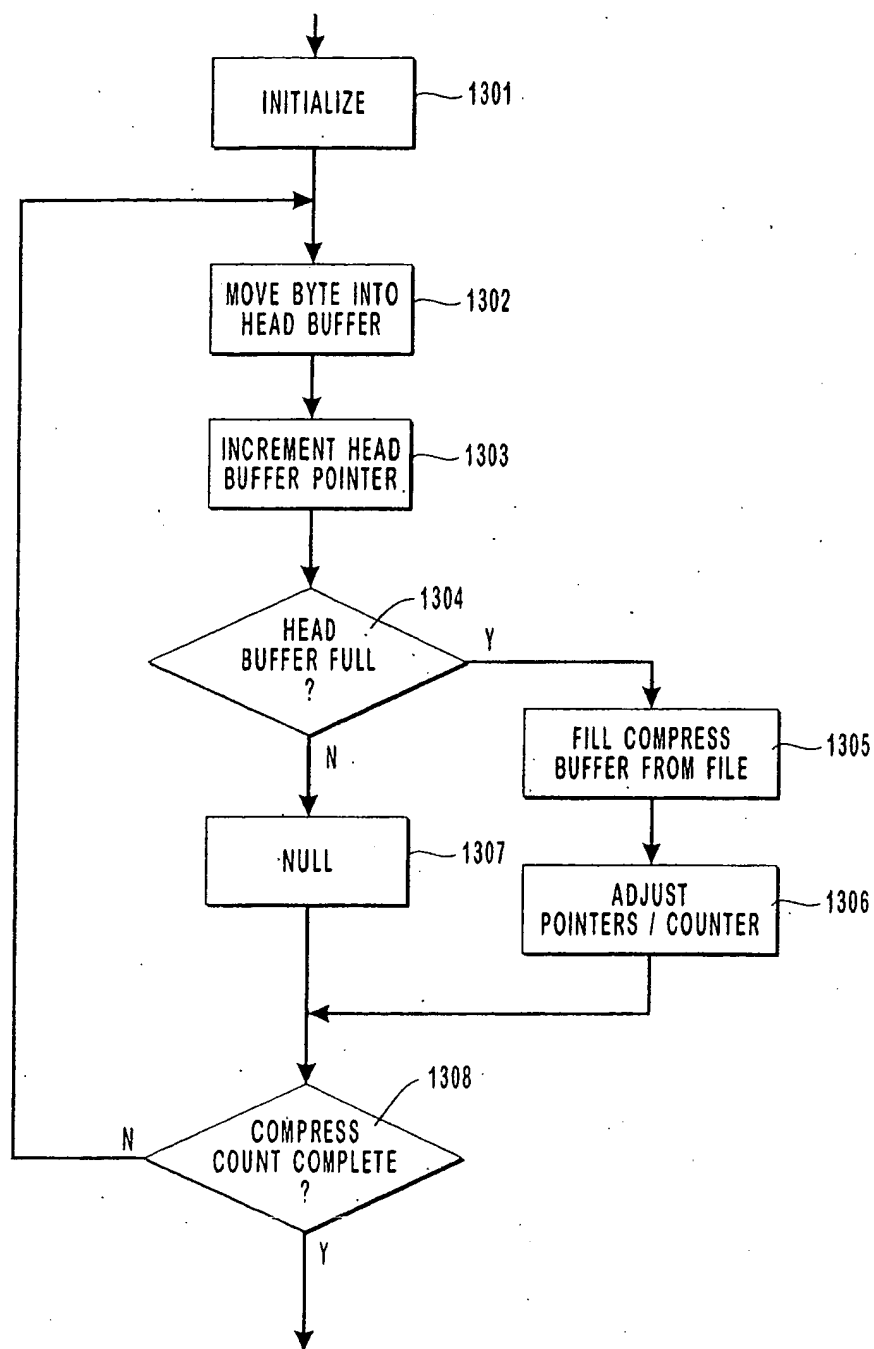 INITIALIZE
1301
MOVE BYTE INTO
HEAD BUFFER
1302
INCREMENT HEAD
BUFFER POINTER
1303
HEAD
BUFFER FULL
?
1304
Y
N
FILL COMPRESS
BUFFER FROM FILE
1305
NULL
1307
ADJUST
POINTERS / COUNTER
1306
COMPRESS
COUNT COMPLETE
?
1308
N
Y